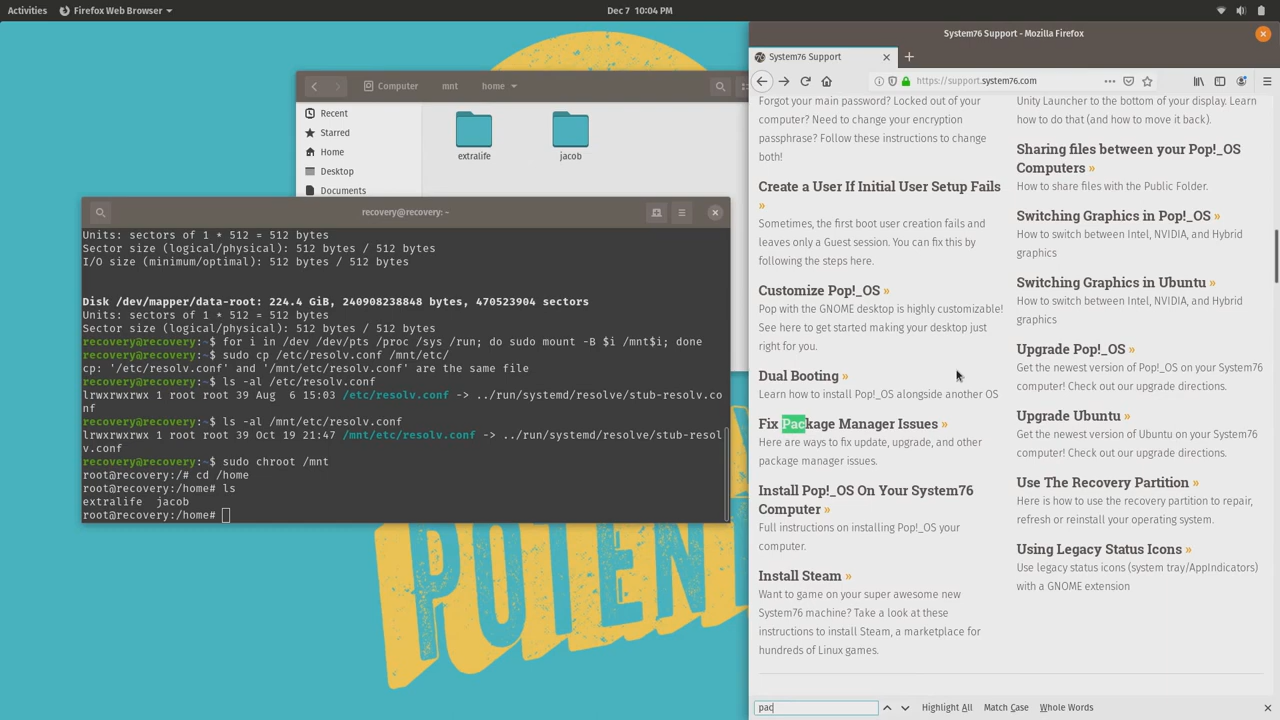 Activities
Firefox Web Browser
Dec 7 10:04 PM
System76 Support - Mozilla Firefox
System76 Support
https://support.system76.com
Computer
mnt
home
Recent
Starred
Home
Desktop
Documents
extralife
jacob
recovery@recovery: ~
Units: sectors of 1 * 512 = 512 bytes
Sector size (logical/physical): 512 bytes / 512 bytes
I/O size (minimum/optimal): 512 bytes / 512 bytes
Disk /dev/mapper/data-root: 224.4 GiB, 240908238848 bytes, 470523904 sectors
Units: sectors of 1 * 512 = 512 bytes
Sector size (logical/physical): 512 bytes / 512 bytes
recovery@recovery:~$ for i in /dev /dev/pts /proc /sys /run; do sudo mount -B $i /mnt$i; done
recovery@recovery:~$ sudo cp /etc/resolv.conf /mnt/etc/
cp: '/etc/resolv.conf' and '/mnt/etc/resolv.conf' are the same file
recovery@recovery:~$ ls -al /etc/resolv.conf
lrwxrwxrwx 1 root root 39 Aug  6 15:03 /etc/resolv.conf -> ../run/systemd/resolve/stub-resolv.co
nf
recovery@recovery:~$ ls -al /mnt/etc/resolv.conf
lrwxrwxrwx 1 root root 39 Oct 19 21:47 /mnt/etc/resolv.conf -> ../run/systemd/resolve/stub-resol
v.conf
recovery@recovery:~$ sudo chroot /mnt
root@recovery:/# cd /home
root@recovery:/home# ls
extralife  jacob
root@recovery:/home#
POTEN
Forgot your main password? Locked out of your
computer? Need to change your encryption
passphrase? Follow these instructions to change
both!
Create a User If Initial User Setup Fails
»
Sometimes, the first boot user creation fails and
leaves only a Guest session. You can fix this by
following the steps here.
Customize Pop!_OS »
Pop with the GNOME desktop is highly customizable!
See here to get started making your desktop just
right for you.
Dual Booting »
Learn how to install Pop!_OS alongside another OS
Fix Package Manager Issues »
Here are ways to fix update, upgrade, and other
package manager issues.
Install Pop!_OS On Your System76
Computer »
Full instructions on installing Pop!_OS your
computer.
Install Steam »
Want to game on your super awesome new
System76 machine? Take a look at these
instructions to install Steam, a marketplace for
hundreds of Linux games.
Unity Launcher to the bottom of your display. Learn
how to do that (and how to move it back).
Sharing files between your Pop!_OS
Computers »
How to share files with the Public Folder.
Switching Graphics in Pop!_OS »
How to switch between Intel, NVIDIA, and Hybrid
graphics
Switching Graphics in Ubuntu »
How to switch between Intel, NVIDIA, and Hybrid
graphics
Upgrade Pop!_OS »
Get the newest version of Pop!_OS on your System76
computer! Check out our upgrade directions.
Upgrade Ubuntu »
Get the newest version of Ubuntu on your System76
computer! Check out our upgrade directions.
Use The Recovery Partition »
Here is how to use the recovery partition to repair,
refresh or reinstall your operating system.
Using Legacy Status Icons »
Use legacy status icons (system tray/AppIndicators)
with a GNOME extension
pac
Highlight All
Match Case
Whole Words